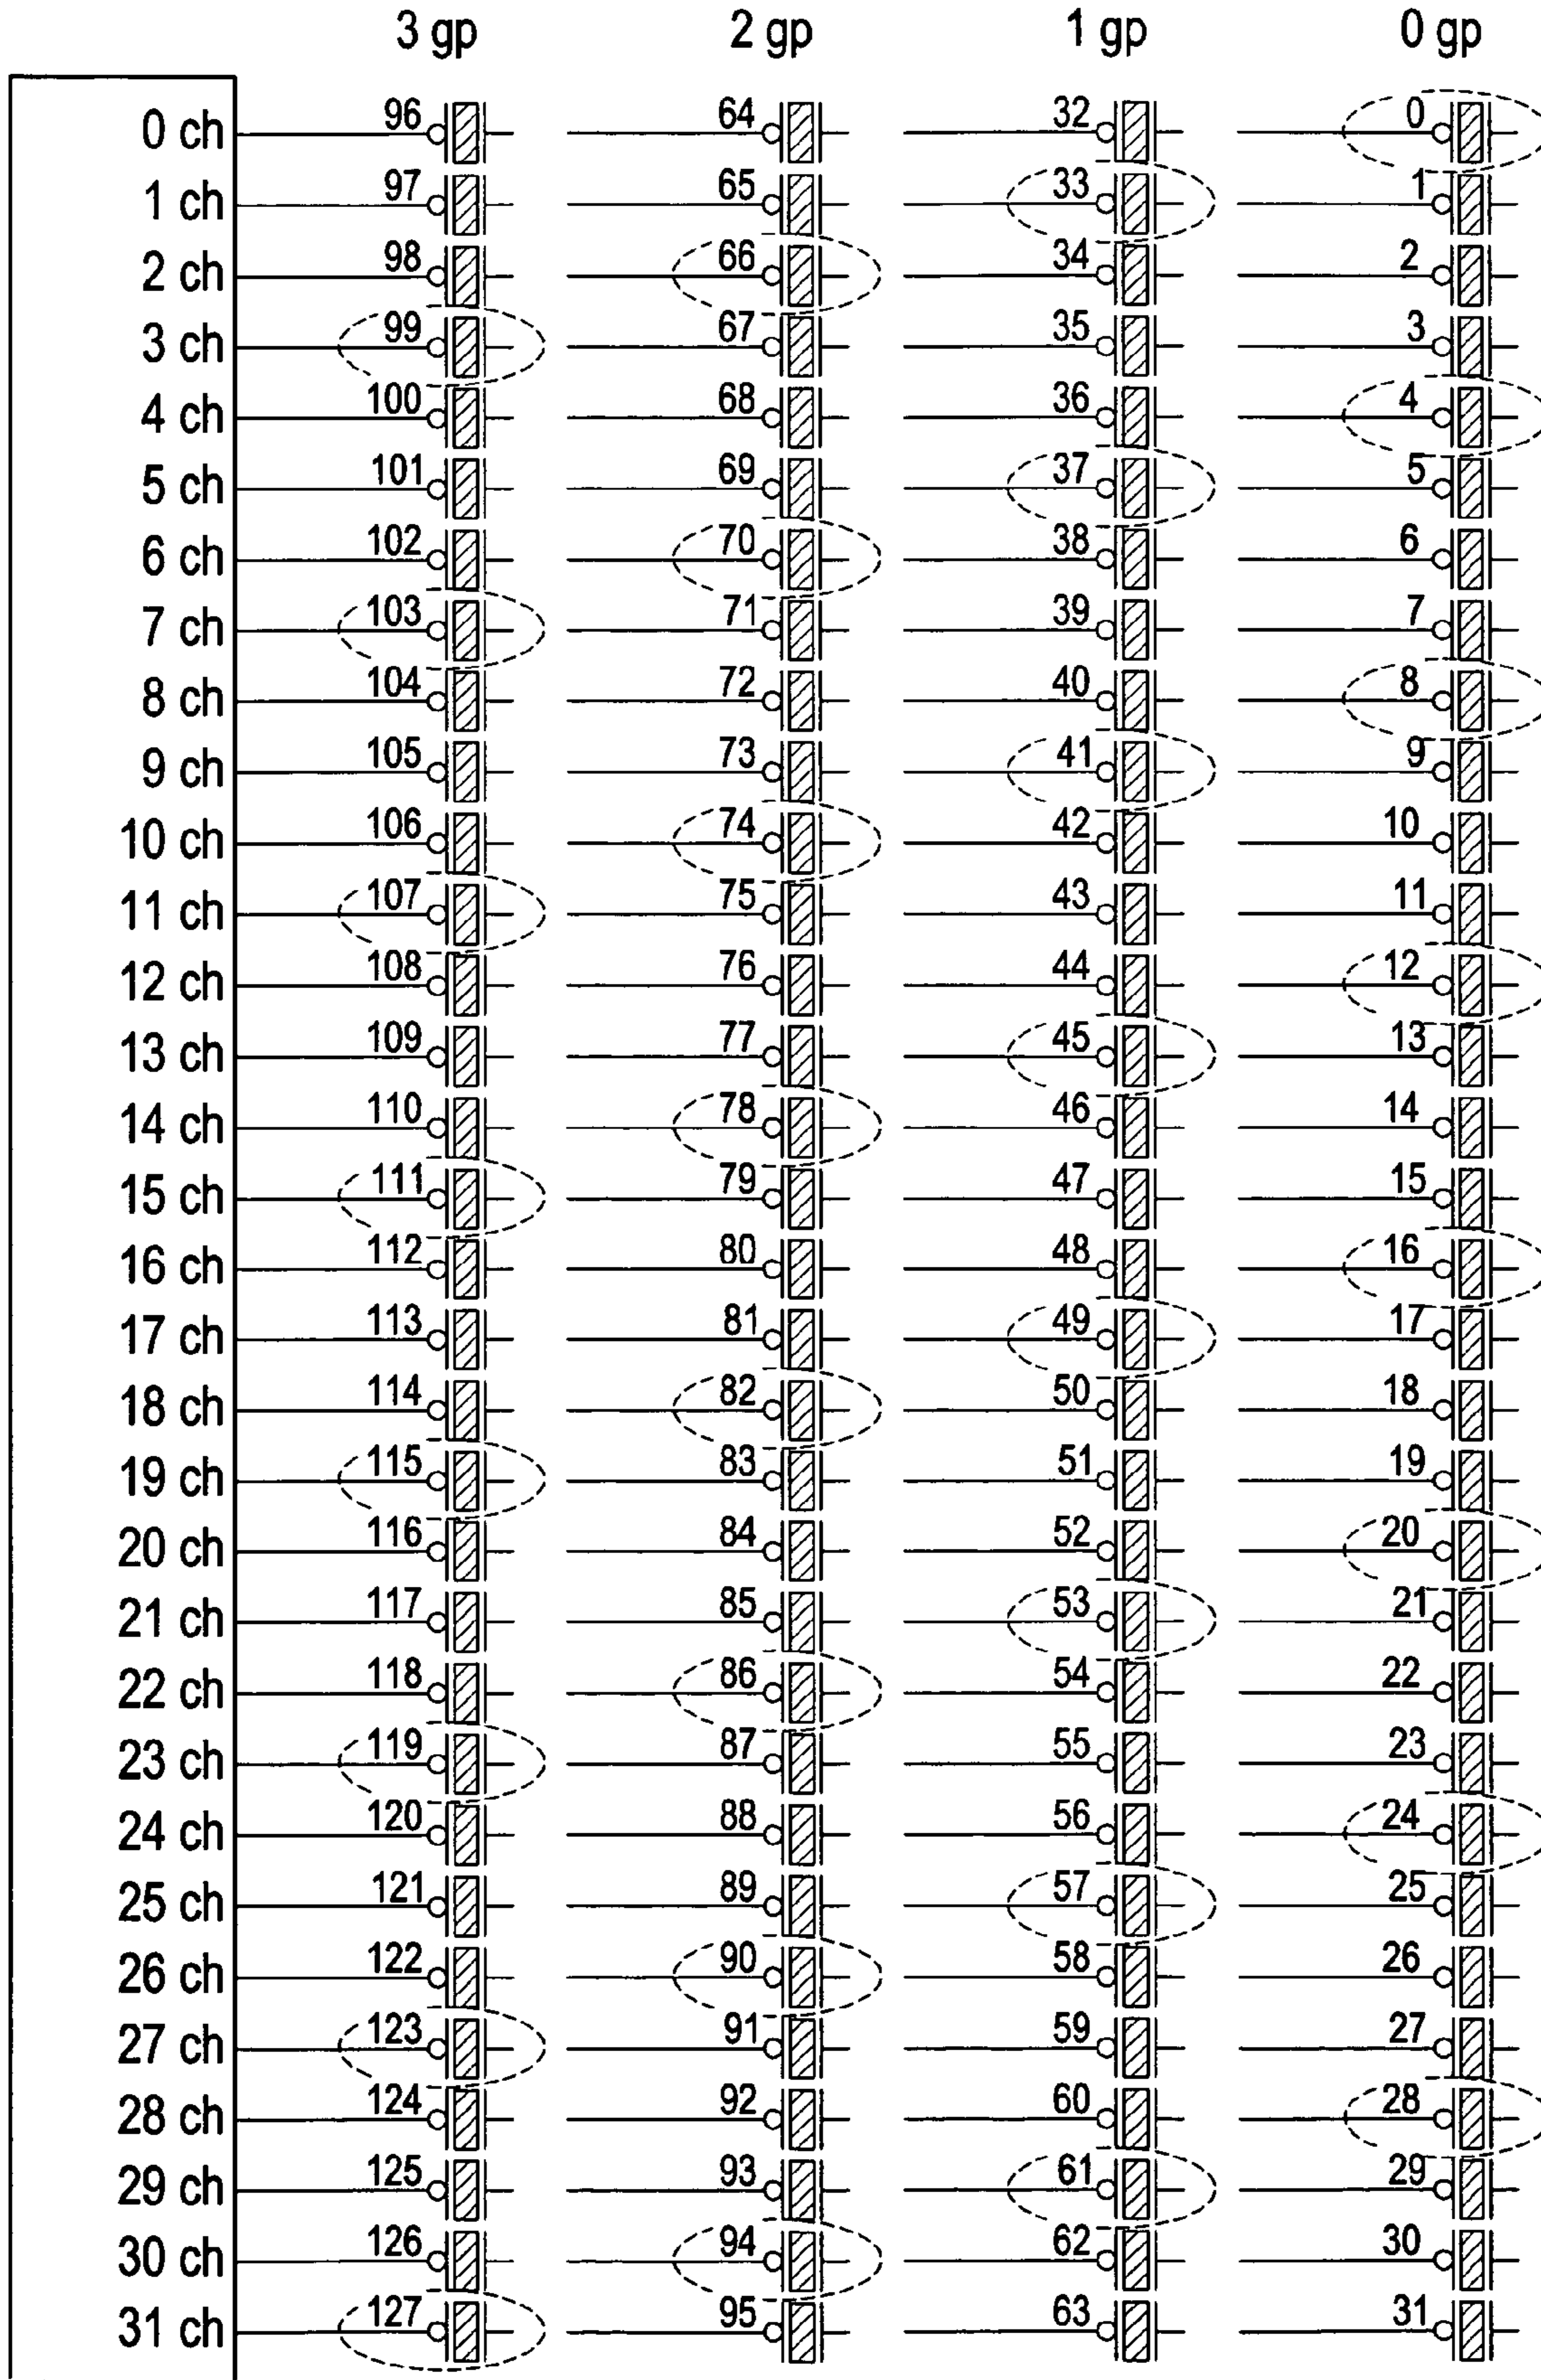 3 gp 2 gp 1 gp 0 gp
0 ch 96 64 32 0
1 ch 97 65 33 1
2 ch 98 66 34 2
3 ch 99 67 35 3
4 ch 100 68 36 4
5 ch 101 69 37 5
6 ch 102 70 38 6
7 ch 103 71 39 7
8 ch 104 72 40 8
9 ch 105 73 41 9
10 ch 106 74 42 10
11 ch 107 75 43 11
12 ch 108 76 44 12
13 ch 109 77 45 13
14 ch 110 78 46 14
15 ch 111 79 47 15
16 ch 112 80 48 16
17 ch 113 81 49 17
18 ch 114 82 50 18
19 ch 115 83 51 19
20 ch 116 84 52 20
21 ch 117 85 53 21
22 ch 118 86 54 22
23 ch 119 87 55 23
24 ch 120 88 56 24
25 ch 121 89 57 25
26 ch 122 90 58 26
27 ch 123 91 59 27
28 ch 124 92 60 28
29 ch 125 93 61 29
30 ch 126 94 62 30
31 ch 127 95 63 31